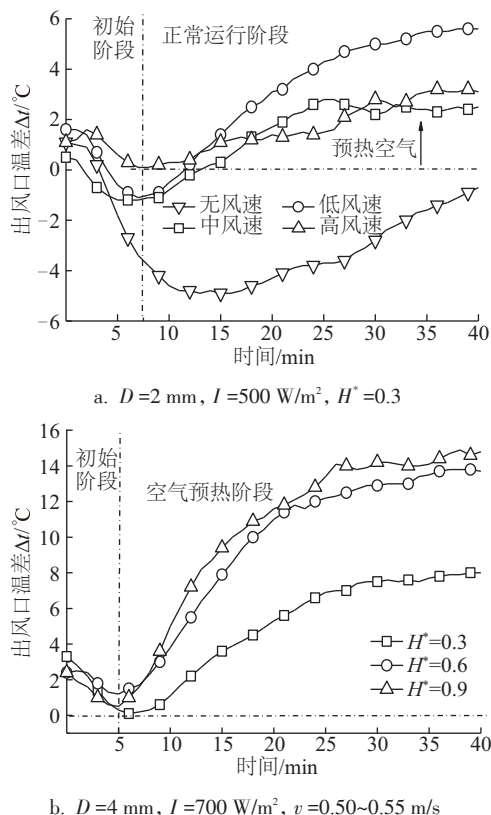 初始
阶段
正常运行阶段
出风口温差Δt/℃
6
4
2
0
-2
-4
-6
预热空气
无风速 低风速
中风速 高风速
5 10 15 20 25 30 35 40
时间/min
a. D=2 mm, I=500 W/m², H*=0.3
初始
阶段
空气预热阶段
出风口温差Δt/℃
16
14
12
10
8
6
4
2
0
H*=0.3
H*=0.6
H*=0.9
5 10 15 20 25 30 35 40
时间/min
b. D=4 mm, I=700 W/m², v=0.50~0.55 m/s